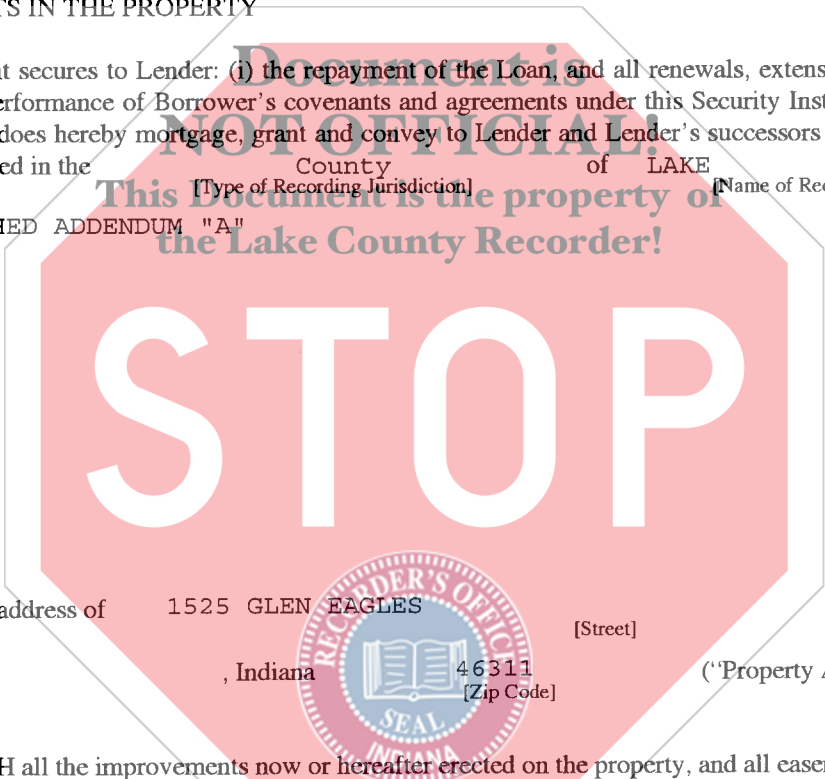 TS IN THE PROPERTY
Document is
t secures to Lender: (i) the repayment of the Loan, and all renewals, extens
erformance of Borrower's covenants and agreements under this Security Inst
NOT OFFICIAL!
does hereby mortgage, grant and convey to Lender and Lender's successors
ed in the County of LAKE
[Type of Recording Jurisdiction] [Name of Rec
This Document is the property of
HED ADDENDUM "A"
the Lake County Recorder!
STOP
RECORDER'S OFFICE
address of 1525 GLEN EAGLES
[Street]
, Indiana 46311 ("Property A
[Zip Code]
SEAL
INDIANA
H all the improvements now or hereafter erected on the property, and all easem